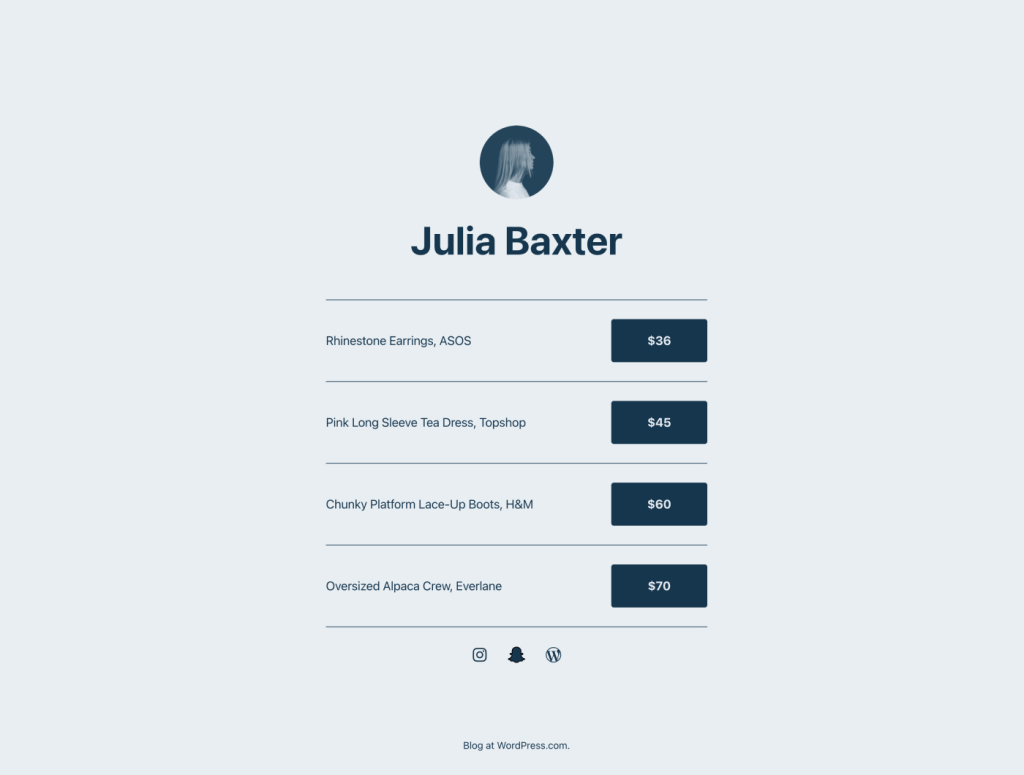 Julia Baxter
Rhinestone Earrings, ASOS
$36
Pink Long Sleeve Tea Dress, Topshop
$45
Chunky Platform Lace-Up Boots, H&M
$60
Oversized Alpaca Crew, Everlane
$70
Blog at WordPress.com.